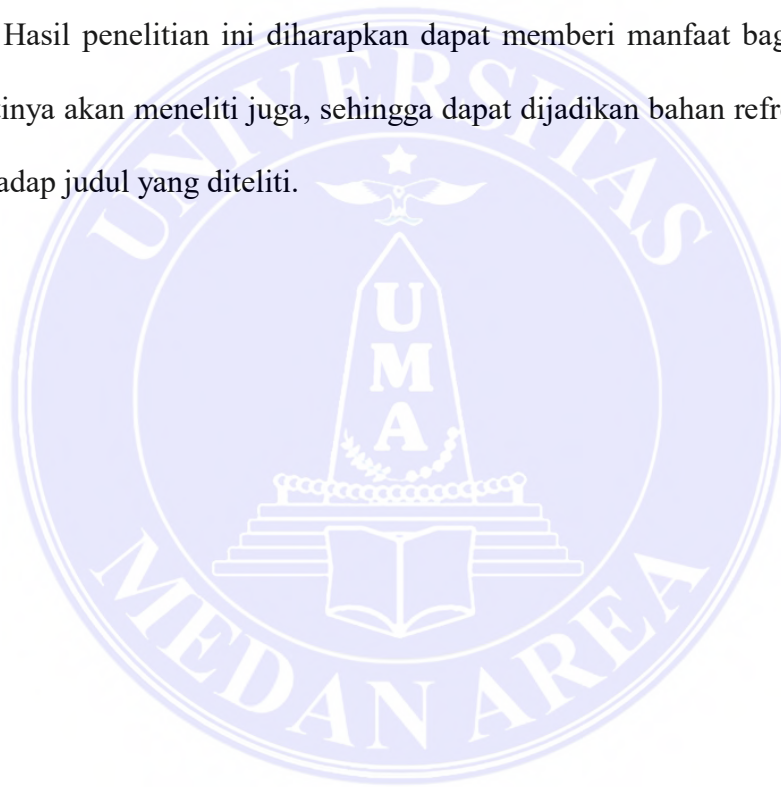 Hasil penelitian ini diharapkan dapat memberi manfaat bag
inya akan meneliti juga, sehingga dapat dijadikan bahan refre
adap judul yang diteliti.
UNIVERSITAS
U
M
A
MEDAN AREA